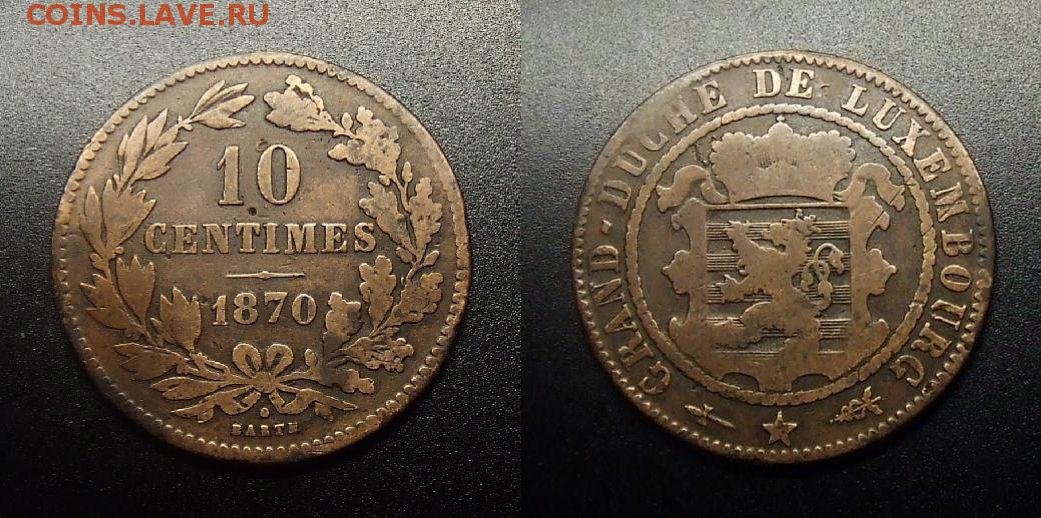 COINS.LAVE.RU
10
CENTIMES
1870
BARTH
GRAND-DUCHE DE LUXEMBOURG